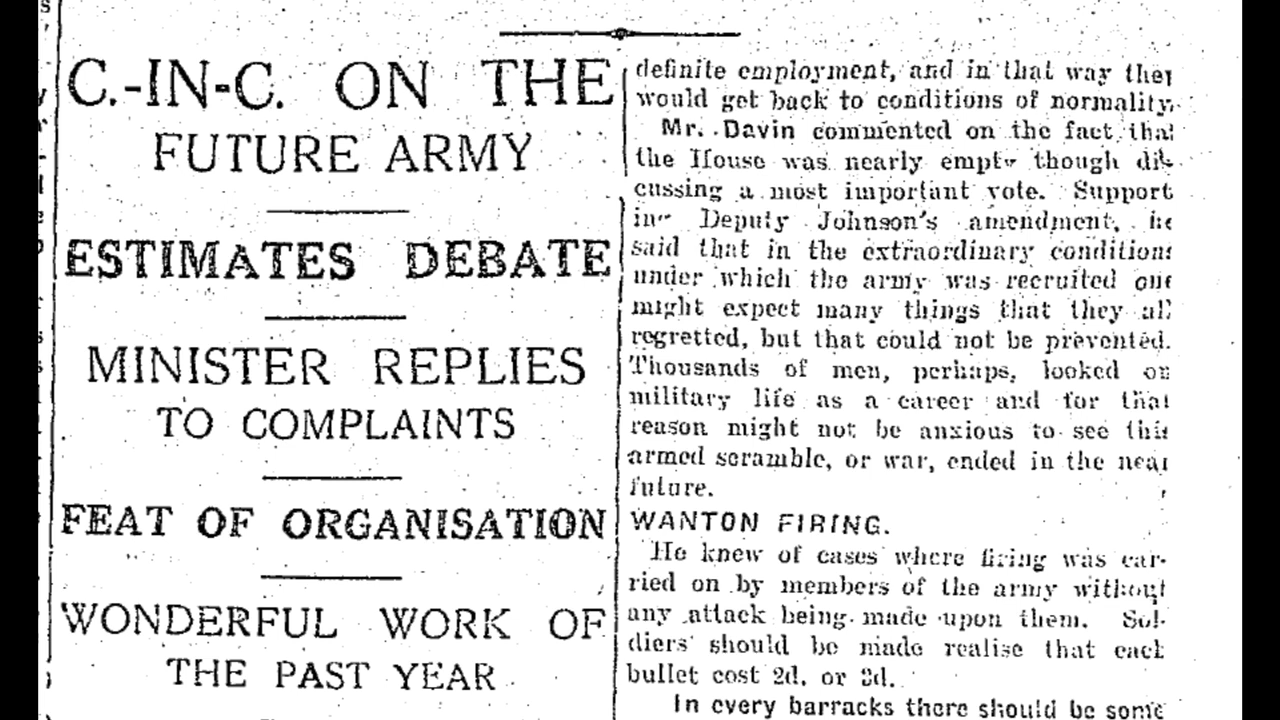 C.-IN-C. ON THE
FUTURE ARMY
ESTIMATES DEBATE
MINISTER REPLIES
TO COMPLAINTS
FEAT OF ORGANISATION
WONDERFUL WORK OF
THE PAST YEAR
definite employment, and in that way they
would get back to conditions of normality.
Mr. Davin commented on the fact that
the House was nearly empty though dis-
cussing a most important vote. Support
ing Deputy Johnson's amendment, he
said that in the extraordinary conditions
under which the army was recruited one
might expect many things that they all
regretted, but that could not be prevented.
Thousands of men, perhaps, looked on
military life as a career and for that
reason might not be anxious to see this
armed scramble, or war, ended in the near
future.
WANTON FIRING.
He knew of cases where firing was car-
ried on by members of the army without
any attack being made upon them. Sol-
diers should be made realise that each
bullet cost 2d. or 3d.
In every barracks there should be some